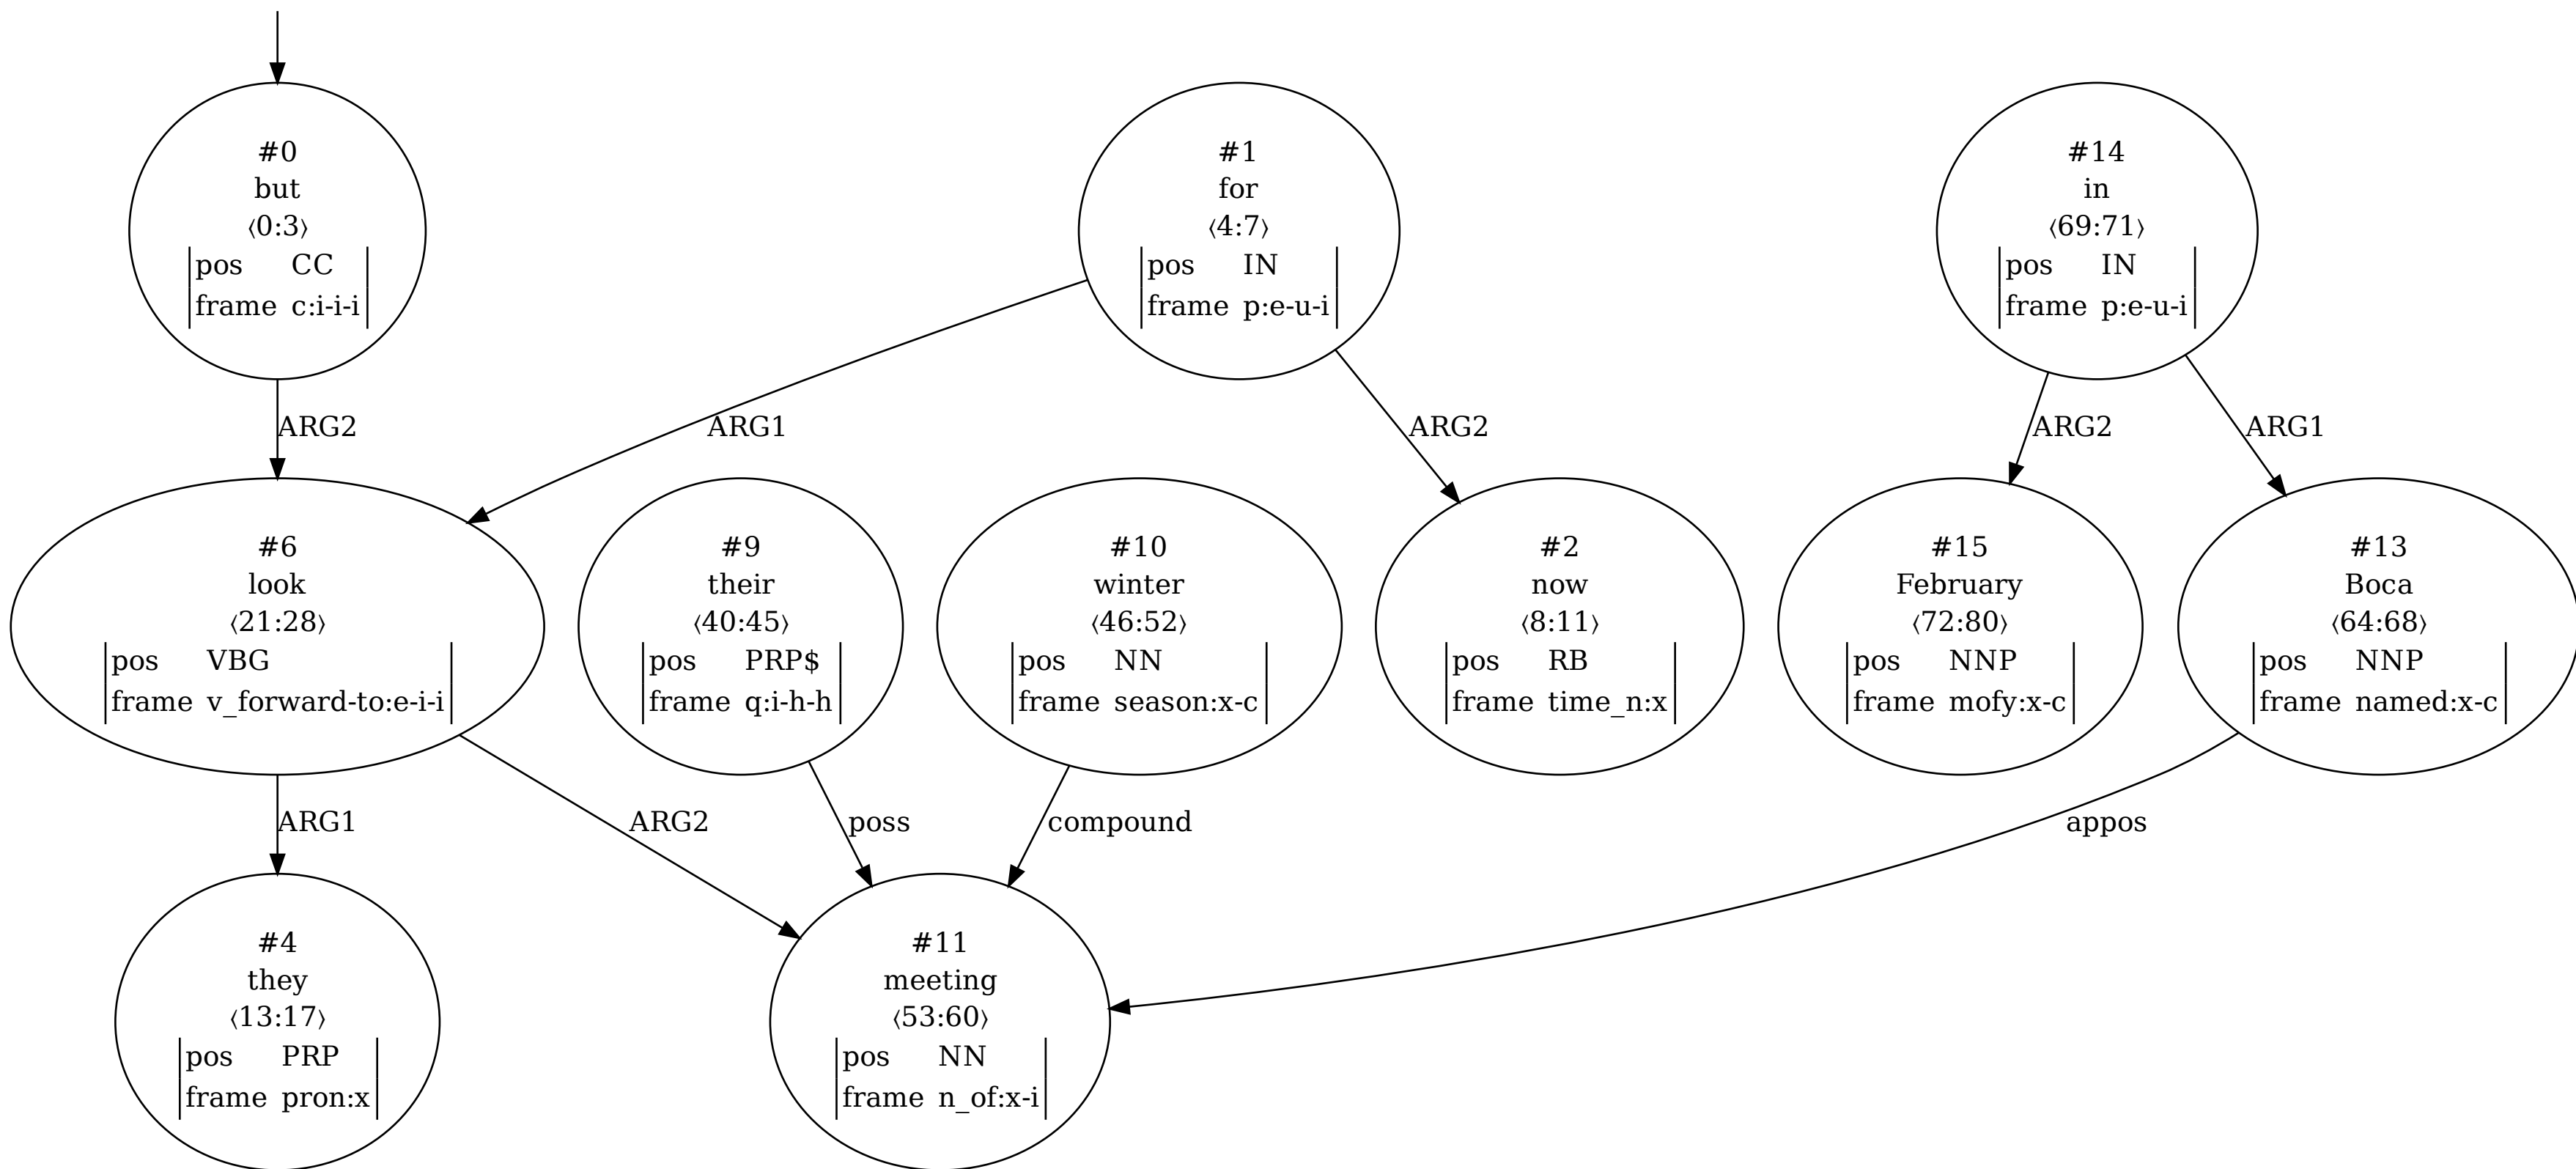 #0
but
⟨0:3⟩
pos CC
frame c:i-i-i
#1
for
⟨4:7⟩
pos IN
frame p:e-u-i
#14
in
⟨69:71⟩
pos IN
frame p:e-u-i
ARG2
ARG1
ARG2
ARG2
ARG1
#6
look
⟨21:28⟩
pos VBG
frame v_forward-to:e-i-i
#9
their
⟨40:45⟩
pos PRP$
frame q:i-h-h
#10
winter
⟨46:52⟩
pos NN
frame season:x-c
#2
now
⟨8:11⟩
pos RB
frame time_n:x
#15
February
⟨72:80⟩
pos NNP
frame mofy:x-c
#13
Boca
⟨64:68⟩
pos NNP
frame named:x-c
ARG1
ARG2
poss
compound
appos
#4
they
⟨13:17⟩
pos PRP
frame pron:x
#11
meeting
⟨53:60⟩
pos NN
frame n_of:x-i